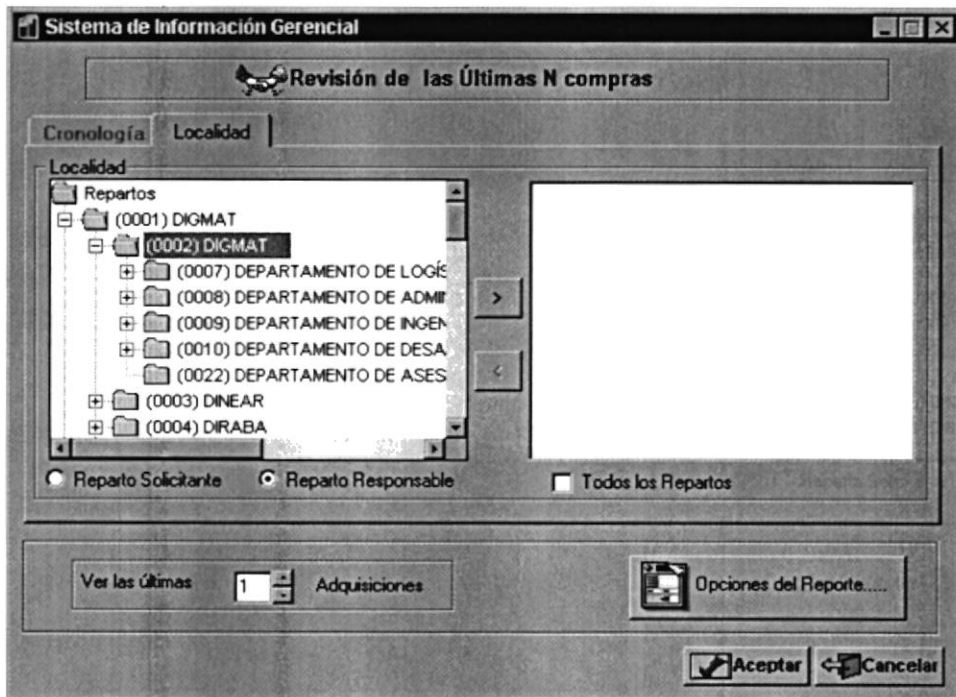 Sistema de Información Gerencial
Revisión de las Últimas N compras
Cronología Localidad
Localidad
Repartos
(0001) DIGMAT
(0002) DIGMAT
(0007) DEPARTAMENTO DE LOGÍS
(0008) DEPARTAMENTO DE ADMI
(0009) DEPARTAMENTO DE INGEN
(0010) DEPARTAMENTO DE DESA
(0022) DEPARTAMENTO DE ASES
(0003) DINEAR
(0004) DIRABA
> 
<
Reparto Solicitante Reparto Responsable Todos los Repartos
Ver las últimas 1 Adquisiciones Opciones del Reporte.....
Aceptar Cancelar